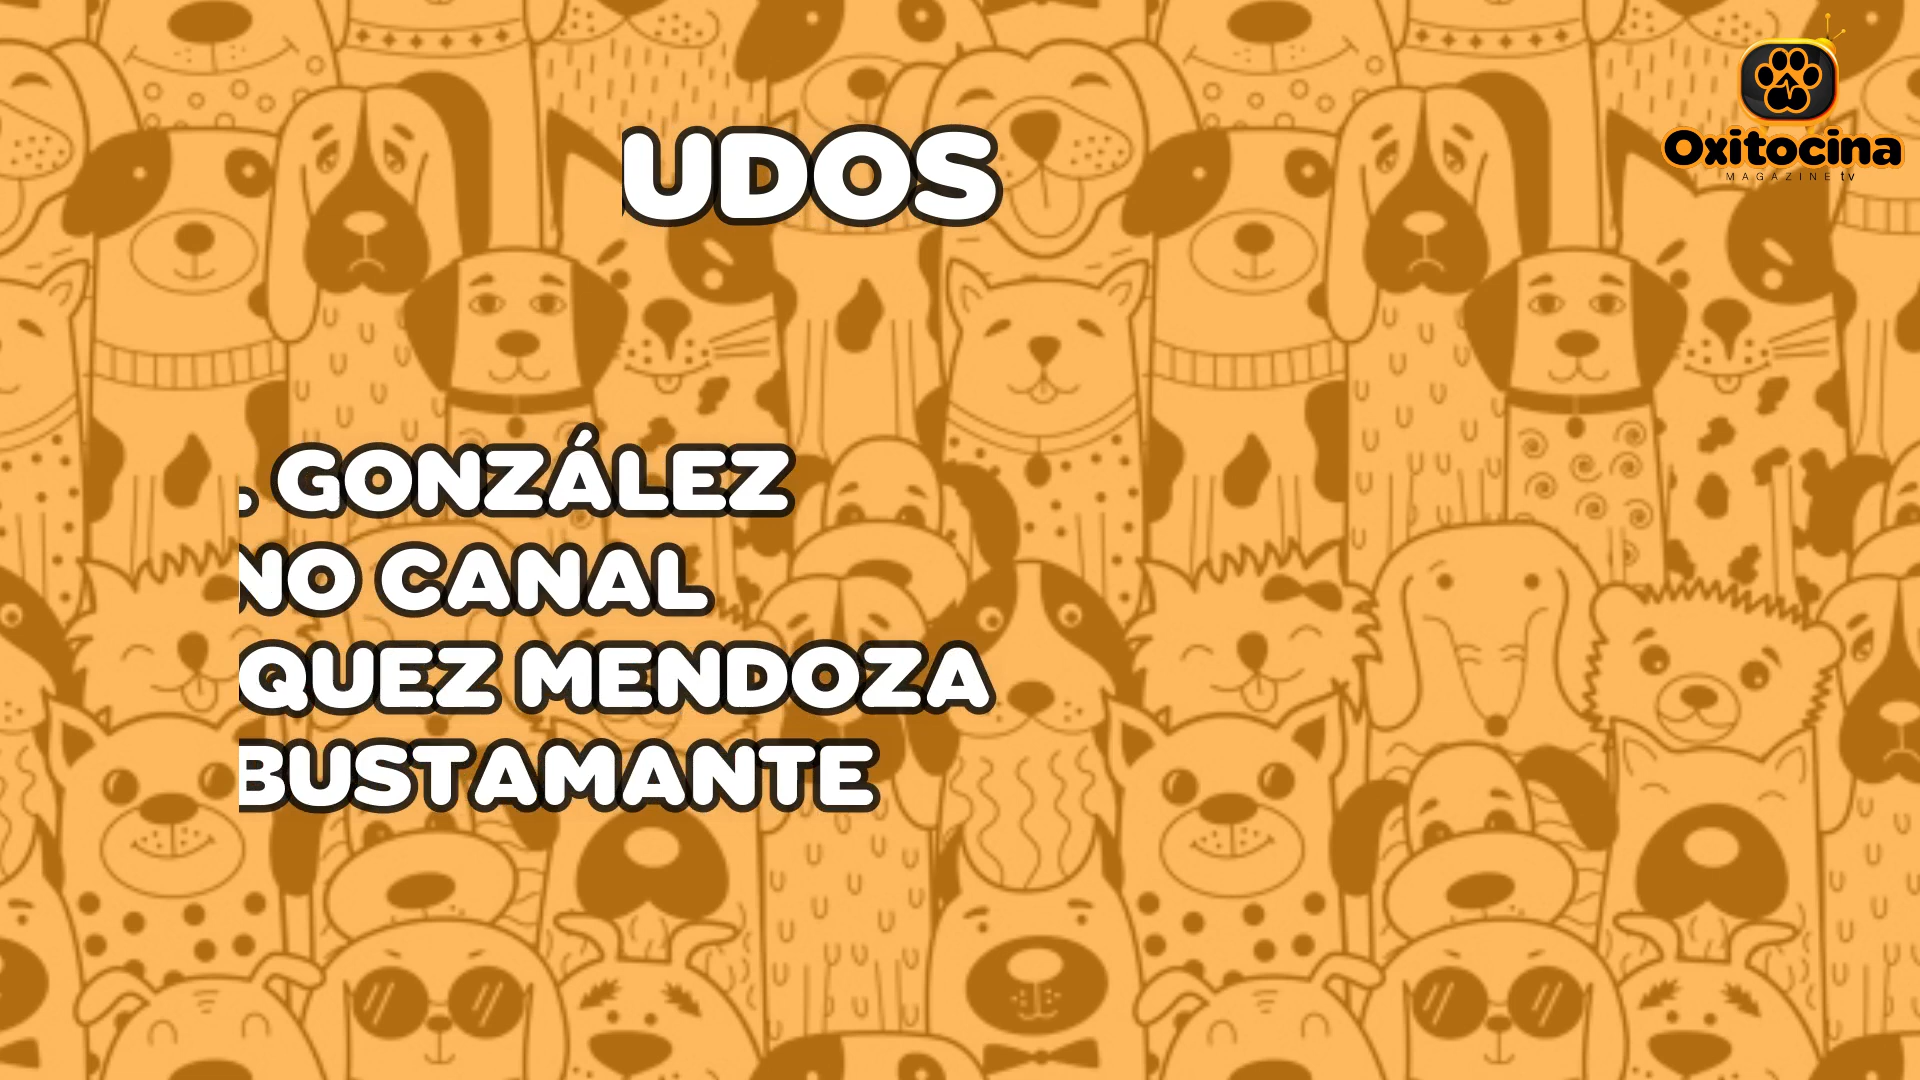 UDOS
Oxitocina
MAGAZINE tv
. GONZÁLEZ
NO CANAL
QUEZ MENDOZA
BUSTAMANTE